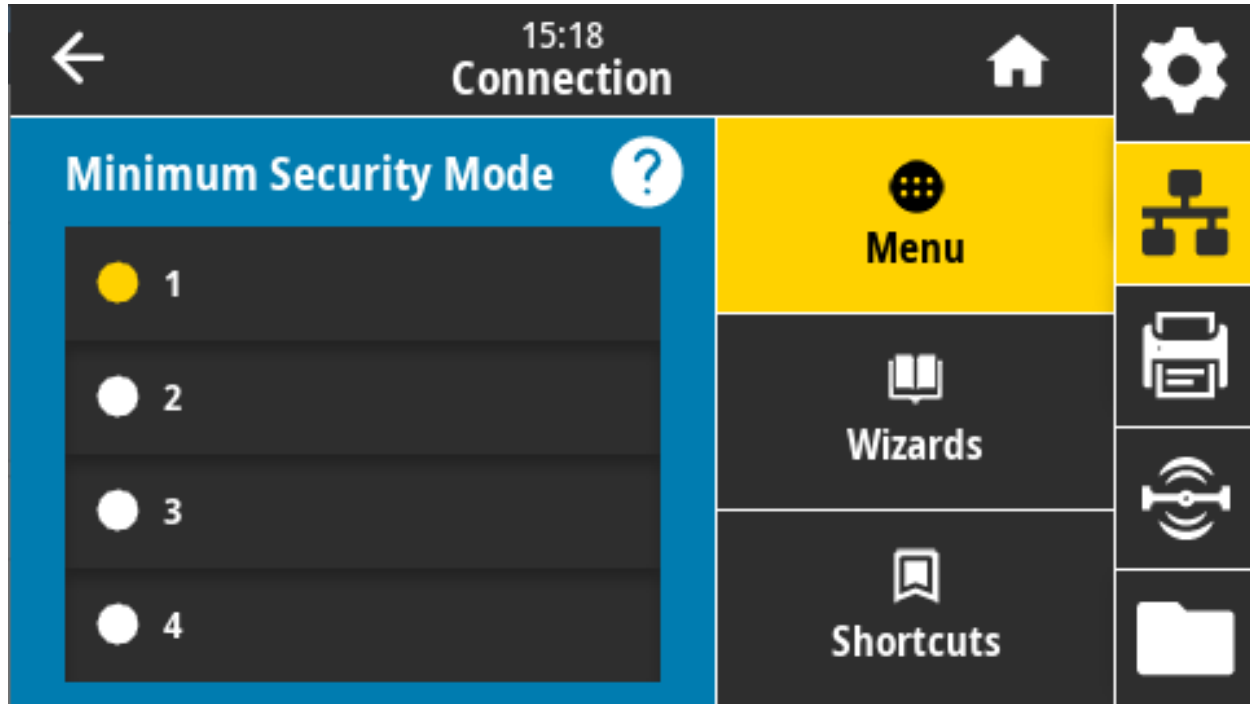 15:18
Connection
Minimum Security Mode ?
1
2
3
4
Menu
Wizards
Shortcuts